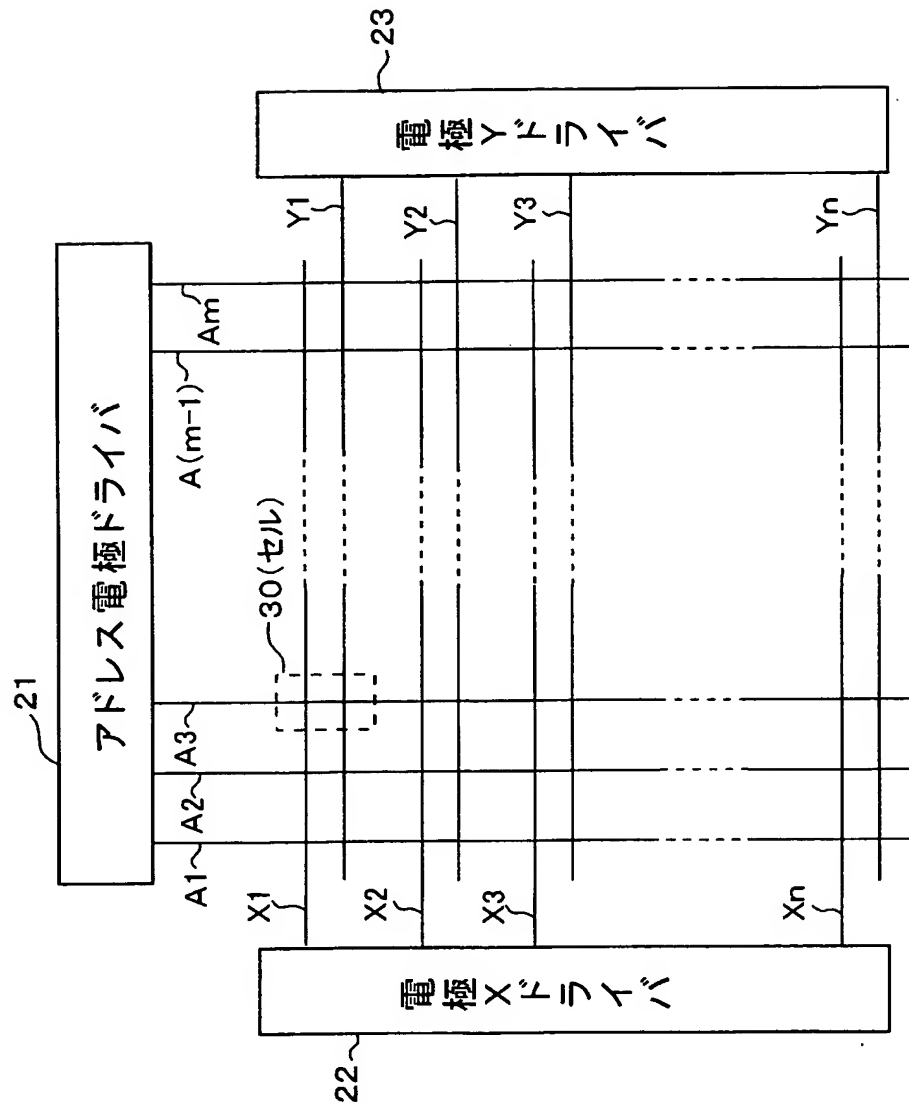 21
アドレス電極ドライバ
A1
A2
A3
A(m-1)
Am
30(セル)
22
電極Xドライバ
X1
X2
X3
Xn
23
電極Yドライバ
Y1
Y2
Y3
Yn